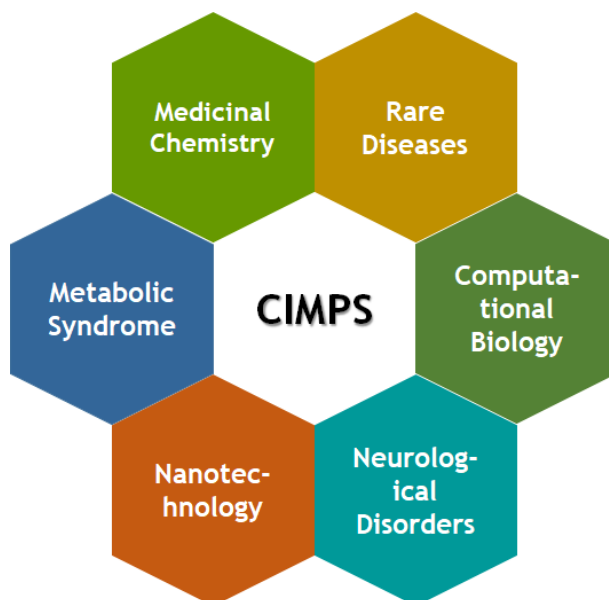 Medicinal
Chemistry
Rare
Diseases
Metabolic
Syndrome
CIMPS
Computa-
tional
Biology
Nanotec-
hnology
Neurolog-
ical
Disorders